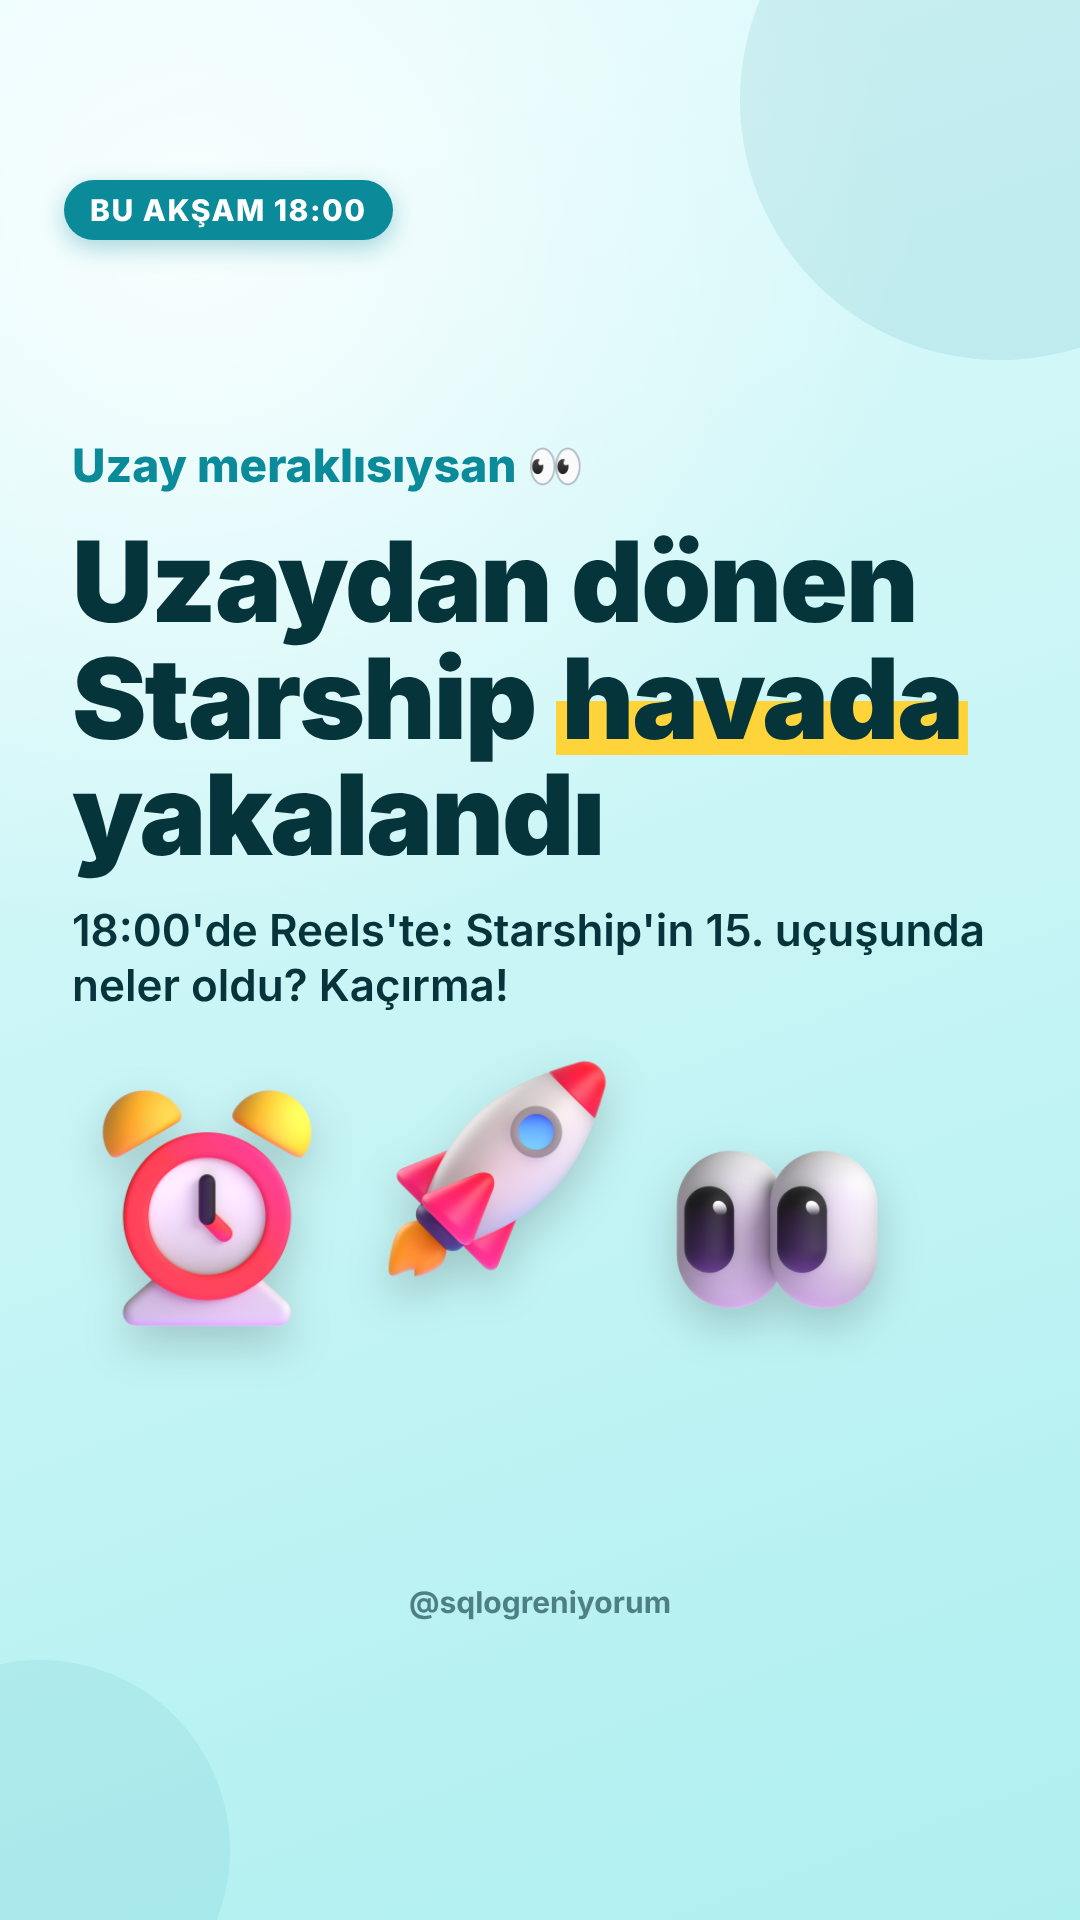 BU AKŞAM 18:00
Uzay meraklısıysan 👀
Uzaydan dönen
Starship havada
yakalandı
18:00'de Reels'te: Starship'in 15. uçuşunda
neler oldu? Kaçırma!
@sqlogreniyorum